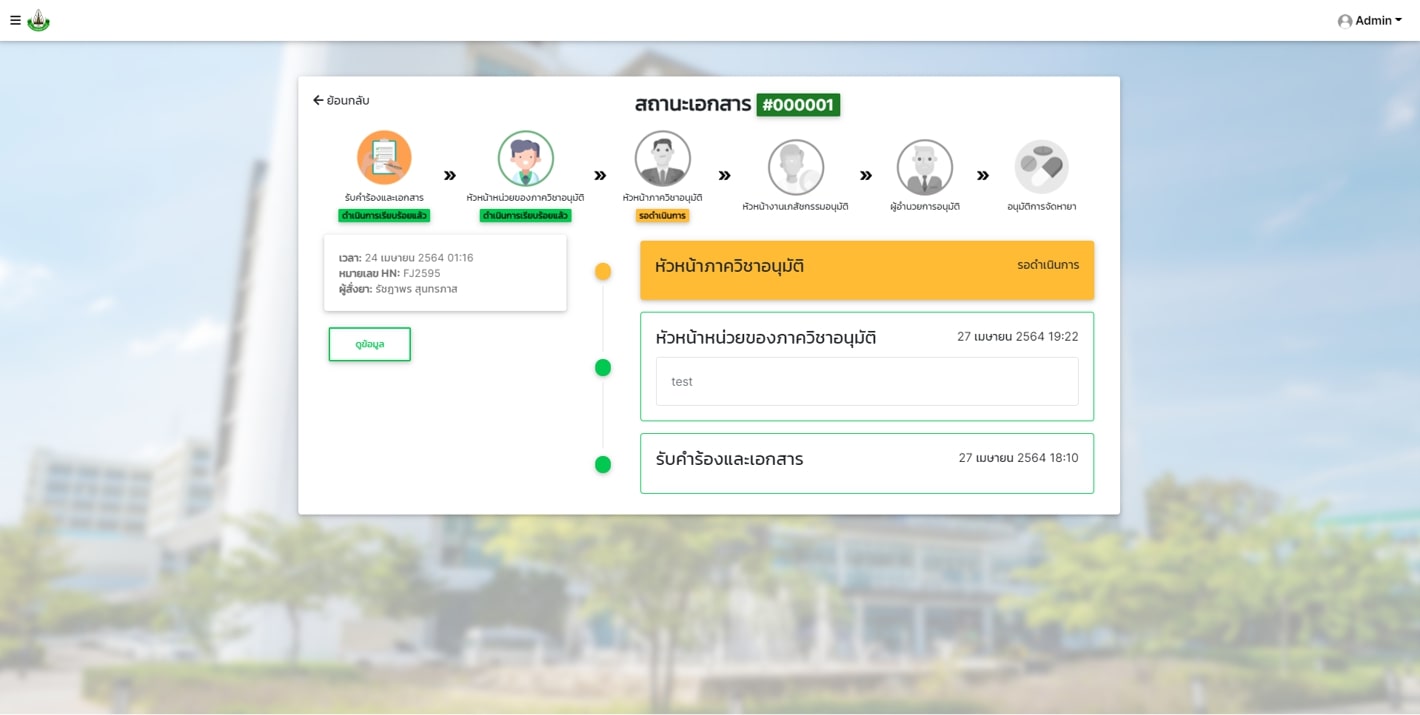 Admin
ย้อนกลับ
สถานะเอกสาร #000001
รับคำร้องและเอกสาร
ดำเนินการเรียบร้อยแล้ว
»
หัวหน้าหน่วยของภาควิชาอนุมัติ
ดำเนินการเรียบร้อยแล้ว
»
หัวหน้าภาควิชาอนุมัติ
รอดำเนินการ
»
หัวหน้างานเภสัชกรรมอนุมัติ
»
ผู้อำนวยการอนุมัติ
»
อนุมัติการจัดหายา
เวลา: 24 เมษายน 2564 01:16
หมายเลข HN: FJ2595
ผู้สั่งยา: รัชฎาพร สุนทรภาส
ดูข้อมูล
หัวหน้าภาควิชาอนุมัติ รอดำเนินการ
หัวหน้าหน่วยของภาควิชาอนุมัติ 27 เมษายน 2564 19:22
test
รับคำร้องและเอกสาร 27 เมษายน 2564 18:10